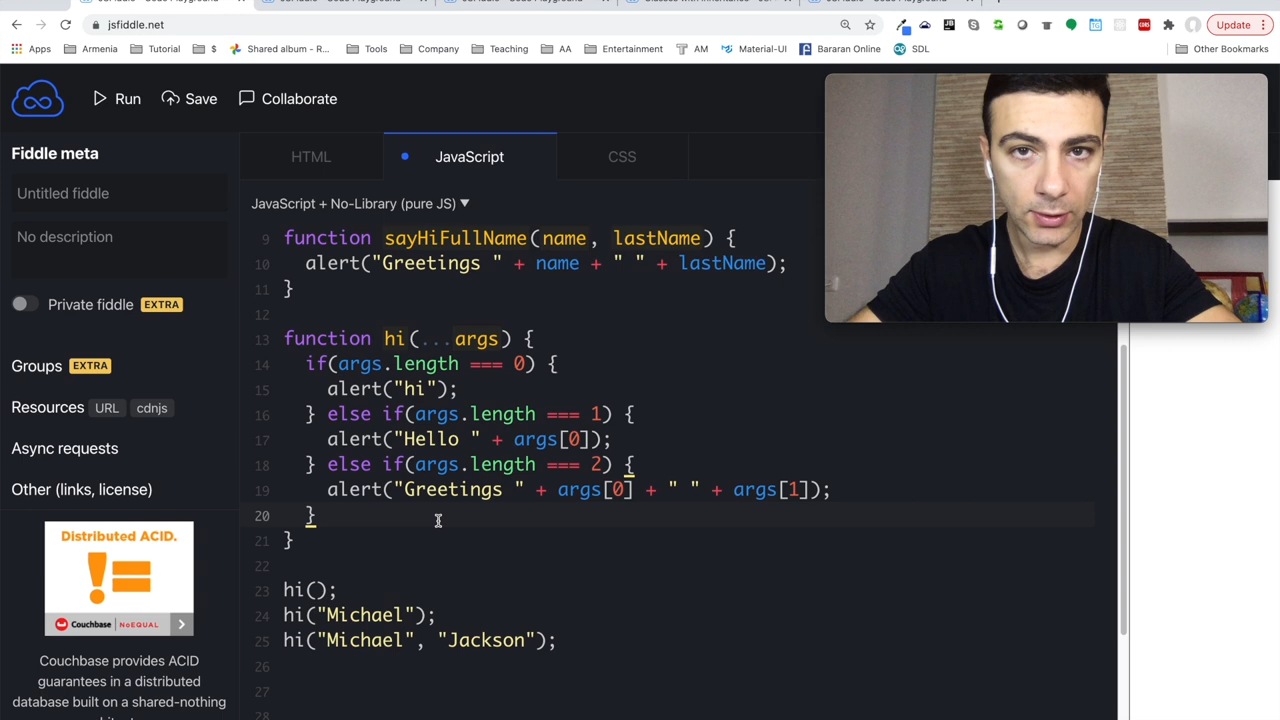 jsfiddle.net
Update
Apps Armenia Tutorial $ Shared album - R... Tools Company Teaching AA Entertainment AM Material-UI Bararan Online SDL Other Bookmarks
Run Save Collaborate
Fiddle meta
Untitled fiddle
No description
Private fiddle EXTRA
Groups EXTRA
Resources URL cdnjs
Async requests
Other (links, license)
Distributed ACID.
Couchbase NoEQUAL
Couchbase provides ACID
guarantees in a distributed
database built on a shared-nothing
HTML JavaScript CSS
JavaScript + No-Library (pure JS) ▼
9 function sayHiFullName(name, lastName) {
10 alert("Greetings " + name + " " + lastName);
11 }
12
13 function hi(...args) {
14 if(args.length === 0) {
15 alert("hi");
16 } else if(args.length === 1) {
17 alert("Hello " + args[0]);
18 } else if(args.length === 2) {
19 alert("Greetings " + args[0] + " " + args[1]);
20 }
21 }
22
23 hi();
24 hi("Michael");
25 hi("Michael", "Jackson");
26
27
28